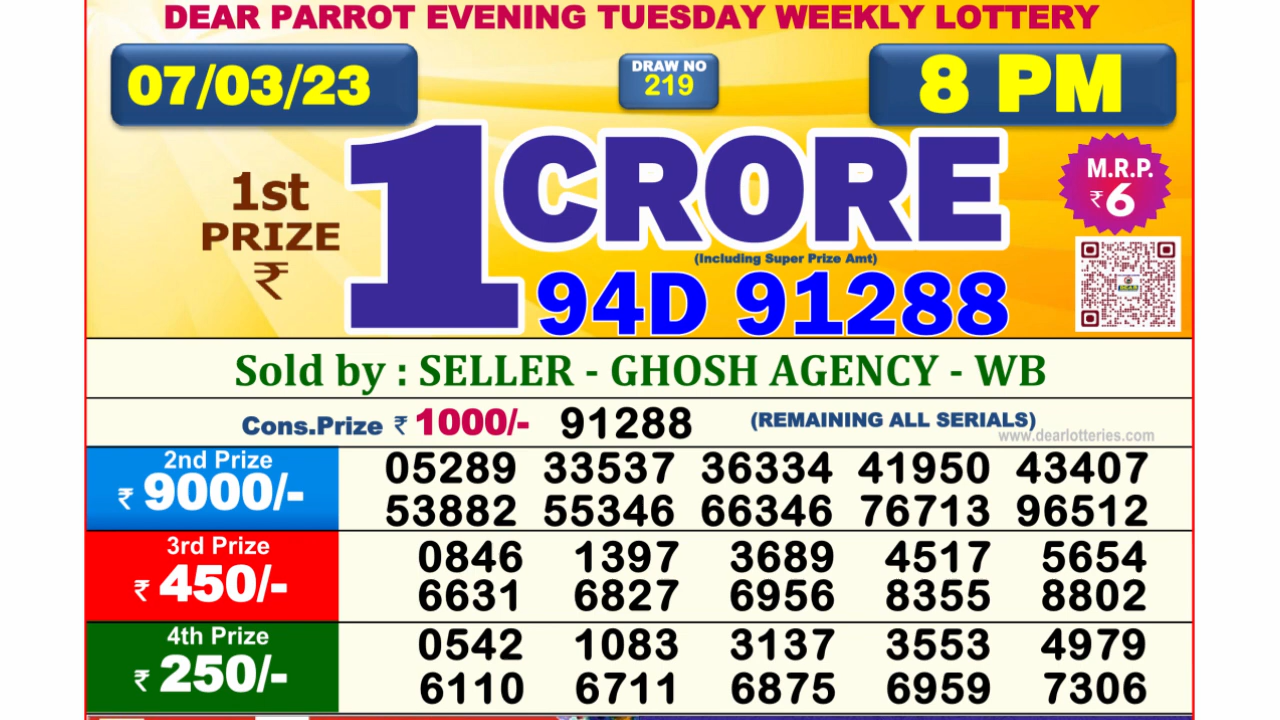 DEAR PARROT EVENING TUESDAY WEEKLY LOTTERY
07/03/23
DRAW NO
219
8 PM
1st
PRIZE
₹
1 CRORE
M.R.P.
₹6
(Including Super Prize Amt)
94D 91288
Sold by : SELLER - GHOSH AGENCY - WB
Cons.Prize ₹ 1000/- 91288 (REMAINING ALL SERIALS)
www.dearlotteries.com
2nd Prize
₹ 9000/-
05289 33537 36334 41950 43407
53882 55346 66346 76713 96512
3rd Prize
₹ 450/-
0846 1397 3689 4517 5654
6631 6827 6956 8355 8802
4th Prize
₹ 250/-
0542 1083 3137 3553 4979
6110 6711 6875 6959 7306